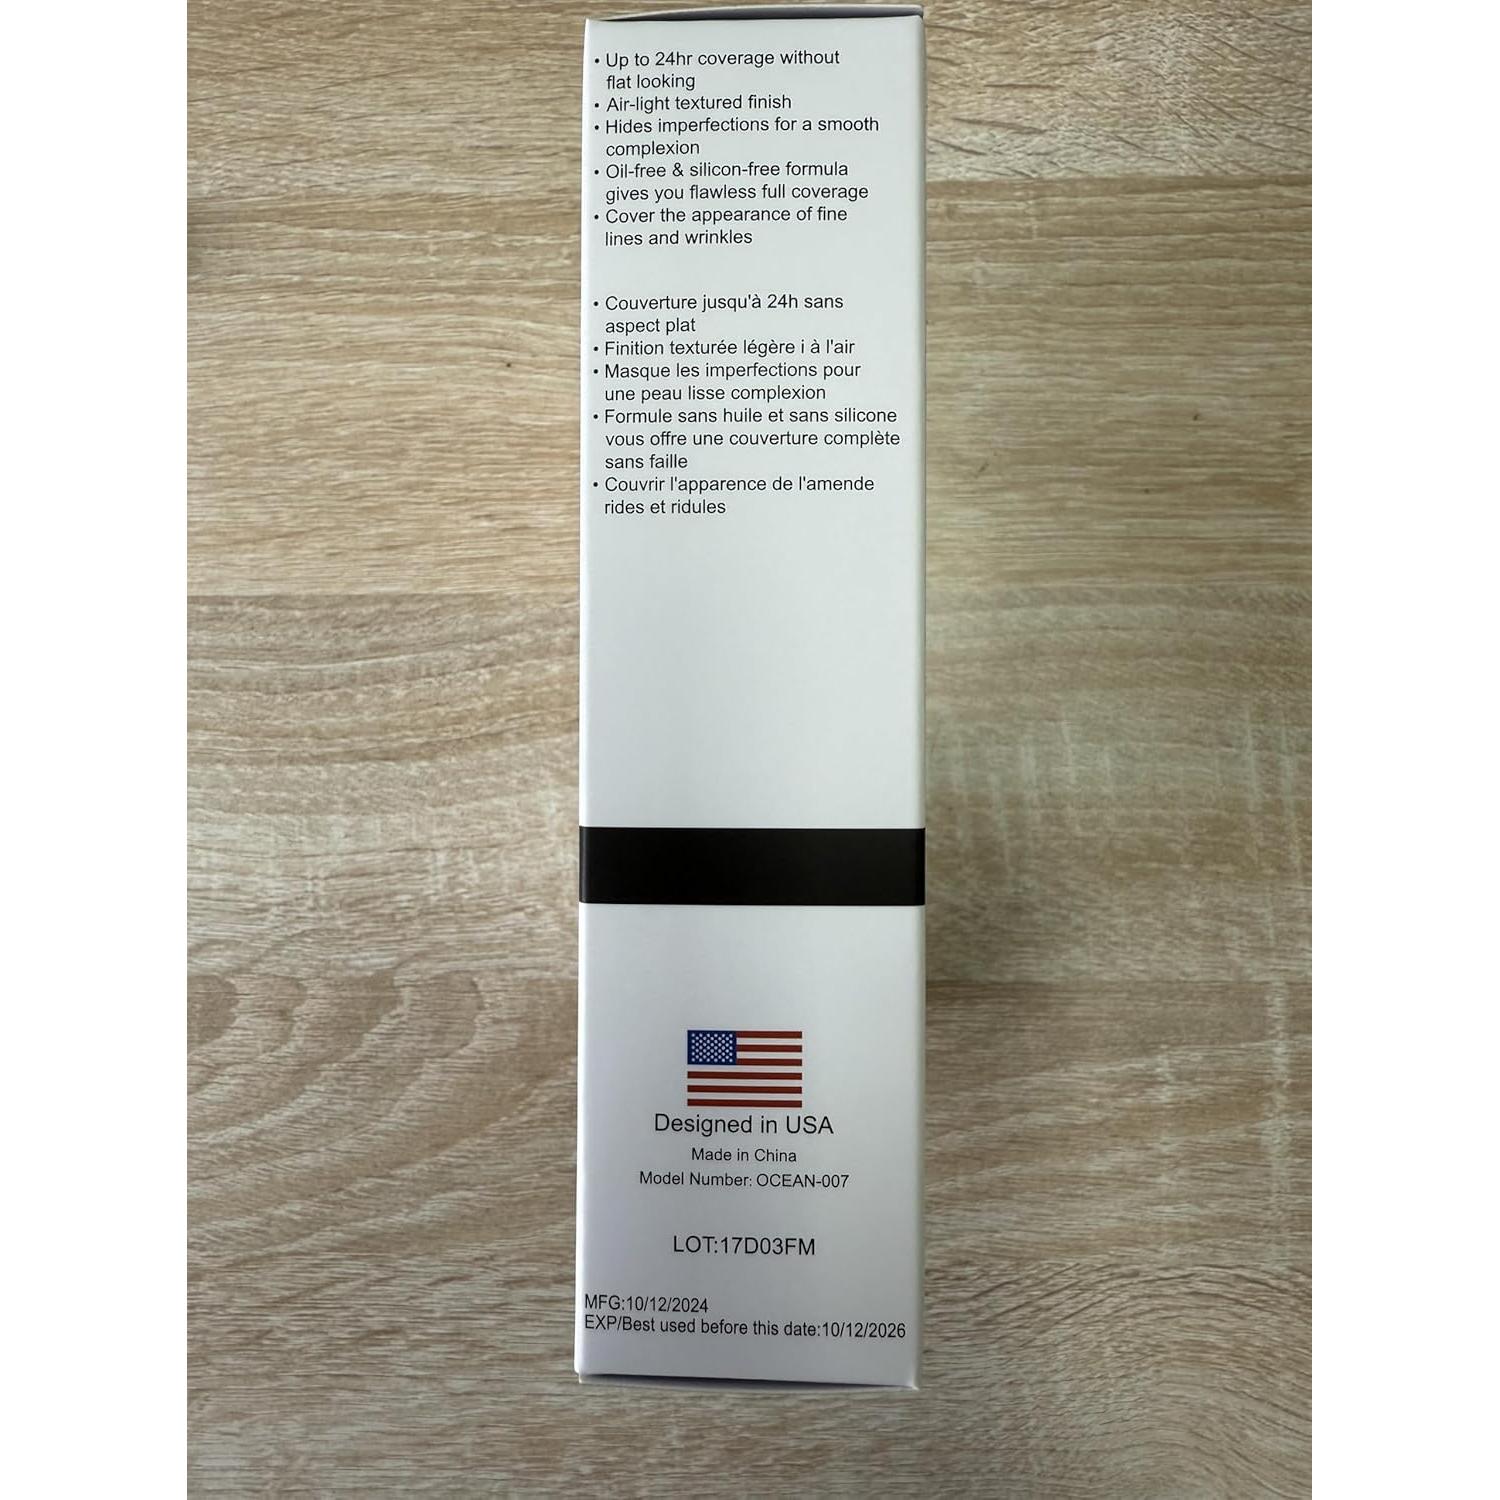 • Up to 24hr coverage without
flat looking
• Air-light textured finish
• Hides imperfections for a smooth
complexion
• Oil-free & silicon-free formula
gives you flawless full coverage
• Cover the appearance of fine
lines and wrinkles
• Couverture jusqu'à 24h sans
aspect plat
• Finition texturée légère i à l'air
• Masque les imperfections pour
une peau lisse complexion
• Formule sans huile et sans silicone
vous offre une couverture complète
sans faille
• Couvrir l'apparence de l'amende
rides et ridules
Designed in USA
Made in China
Model Number: OCEAN-007
LOT:17D03FM
MFG:10/12/2024
EXP/Best used before this date:10/12/2026